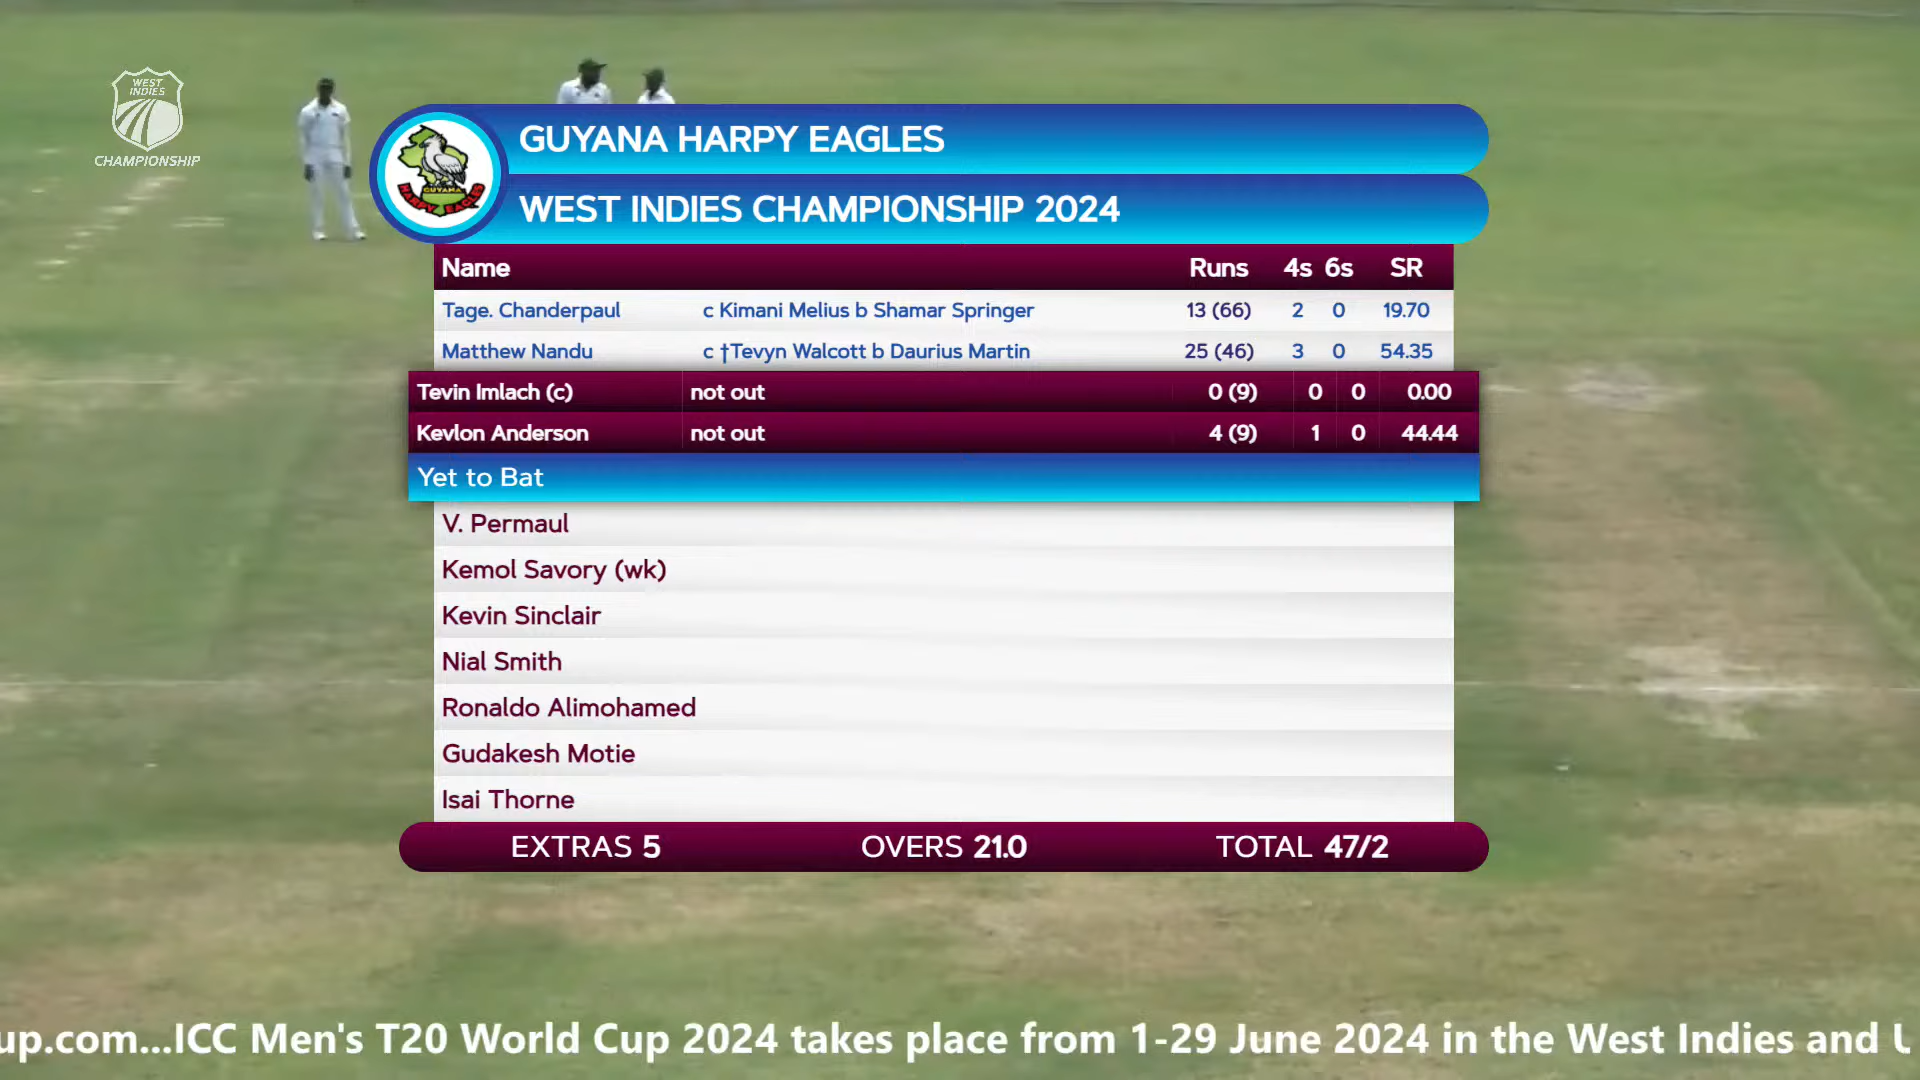 WEST
INDIES
CHAMPIONSHIP
GUYANA
HARPY EAGLES
GUYANA HARPY EAGLES
WEST INDIES CHAMPIONSHIP 2024
Name Runs 4s 6s SR
Tage. Chanderpaul c Kimani Melius b Shamar Springer 13 (66) 2 0 19.70
Matthew Nandu c †Tevyn Walcott b Daurius Martin 25 (46) 3 0 54.35
Tevin Imlach (c) not out 0 (9) 0 0 0.00
Kevlon Anderson not out 4 (9) 1 0 44.44
Yet to Bat
V. Permaul
Kemol Savory (wk)
Kevin Sinclair
Nial Smith
Ronaldo Alimohamed
Gudakesh Motie
Isai Thorne
EXTRAS 5 OVERS 21.0 TOTAL 47/2
up.com...ICC Men's T20 World Cup 2024 takes place from 1-29 June 2024 in the West Indies and